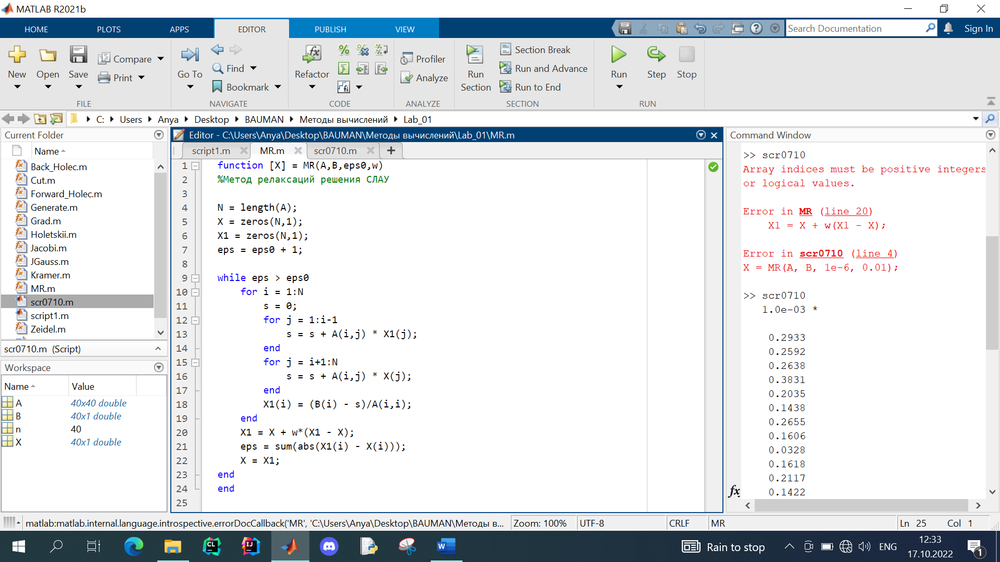 MATLAB R2021b
HOME
PLOTS
APPS
EDITOR
PUBLISH
VIEW
Search Documentation
Sign In
New
Open
Save
Compare
Print
FILE
Go To
Find
Bookmark
NAVIGATE
Refactor
CODE
Profiler
Analyze
ANALYZE
Run Section
Section Break
Run and Advance
Run to End
SECTION
Run
Step
Stop
RUN
C: Users Anya Desktop BAUMAN Методы вычислений Lab_01
Current Folder
Name
Back_Holec.m
Cut.m
Forward_Holec.m
Generate.m
Grad.m
Holetskii.m
Jacobi.m
JGauss.m
Kramer.m
MR.m
scr0710.m
script1.m
Zeidel.m
scr0710.m (Script)
Workspace
Name Value
A 40x40 double
B 40x1 double
n 40
X 40x1 double
Editor - C:\Users\Anya\Desktop\BAUMAN\Методы вычислений\Lab_01\MR.m
script1.m MR.m scr0710.m
1 function [X] = MR(A,B,eps0,w)
2 %Метод релаксаций решения СЛАУ
3
4 N = length(A);
5 X = zeros(N,1);
6 X1 = zeros(N,1);
7 eps = eps0 + 1;
8
9 while eps > eps0
10 for i = 1:N
11 s = 0;
12 for j = 1:i-1
13 s = s + A(i,j) * X1(j);
14 end
15 for j = i+1:N
16 s = s + A(i,j) * X(j);
17 end
18 X1(i) = (B(i) - s)/A(i,i);
19 end
20 X1 = X + w*(X1 - X);
21 eps = sum(abs(X1(i) - X(i)));
22 X = X1;
23 end
24 end
25
Command Window
>> scr0710
Array indices must be positive integers
or logical values.
Error in MR (line 20)
X1 = X + w(X1 - X);
Error in scr0710 (line 4)
X = MR(A, B, 1e-6, 0.01);
>> scr0710
1.0e-03 *
0.2933
0.2592
0.2638
0.3831
0.2035
0.1438
0.2655
0.1606
0.0328
0.1618
0.2117
0.1422
fx
matlab:matlab.internal.language.introspective.errorDocCallback('MR', 'C:\Users\Anya\Desktop\BAUMAN\Методы в...
Zoom: 100%
UTF-8
CRLF
MR
Ln 25 Col 1
CL
IJ
W
Rain to stop
ENG
12:33
17.10.2022
1